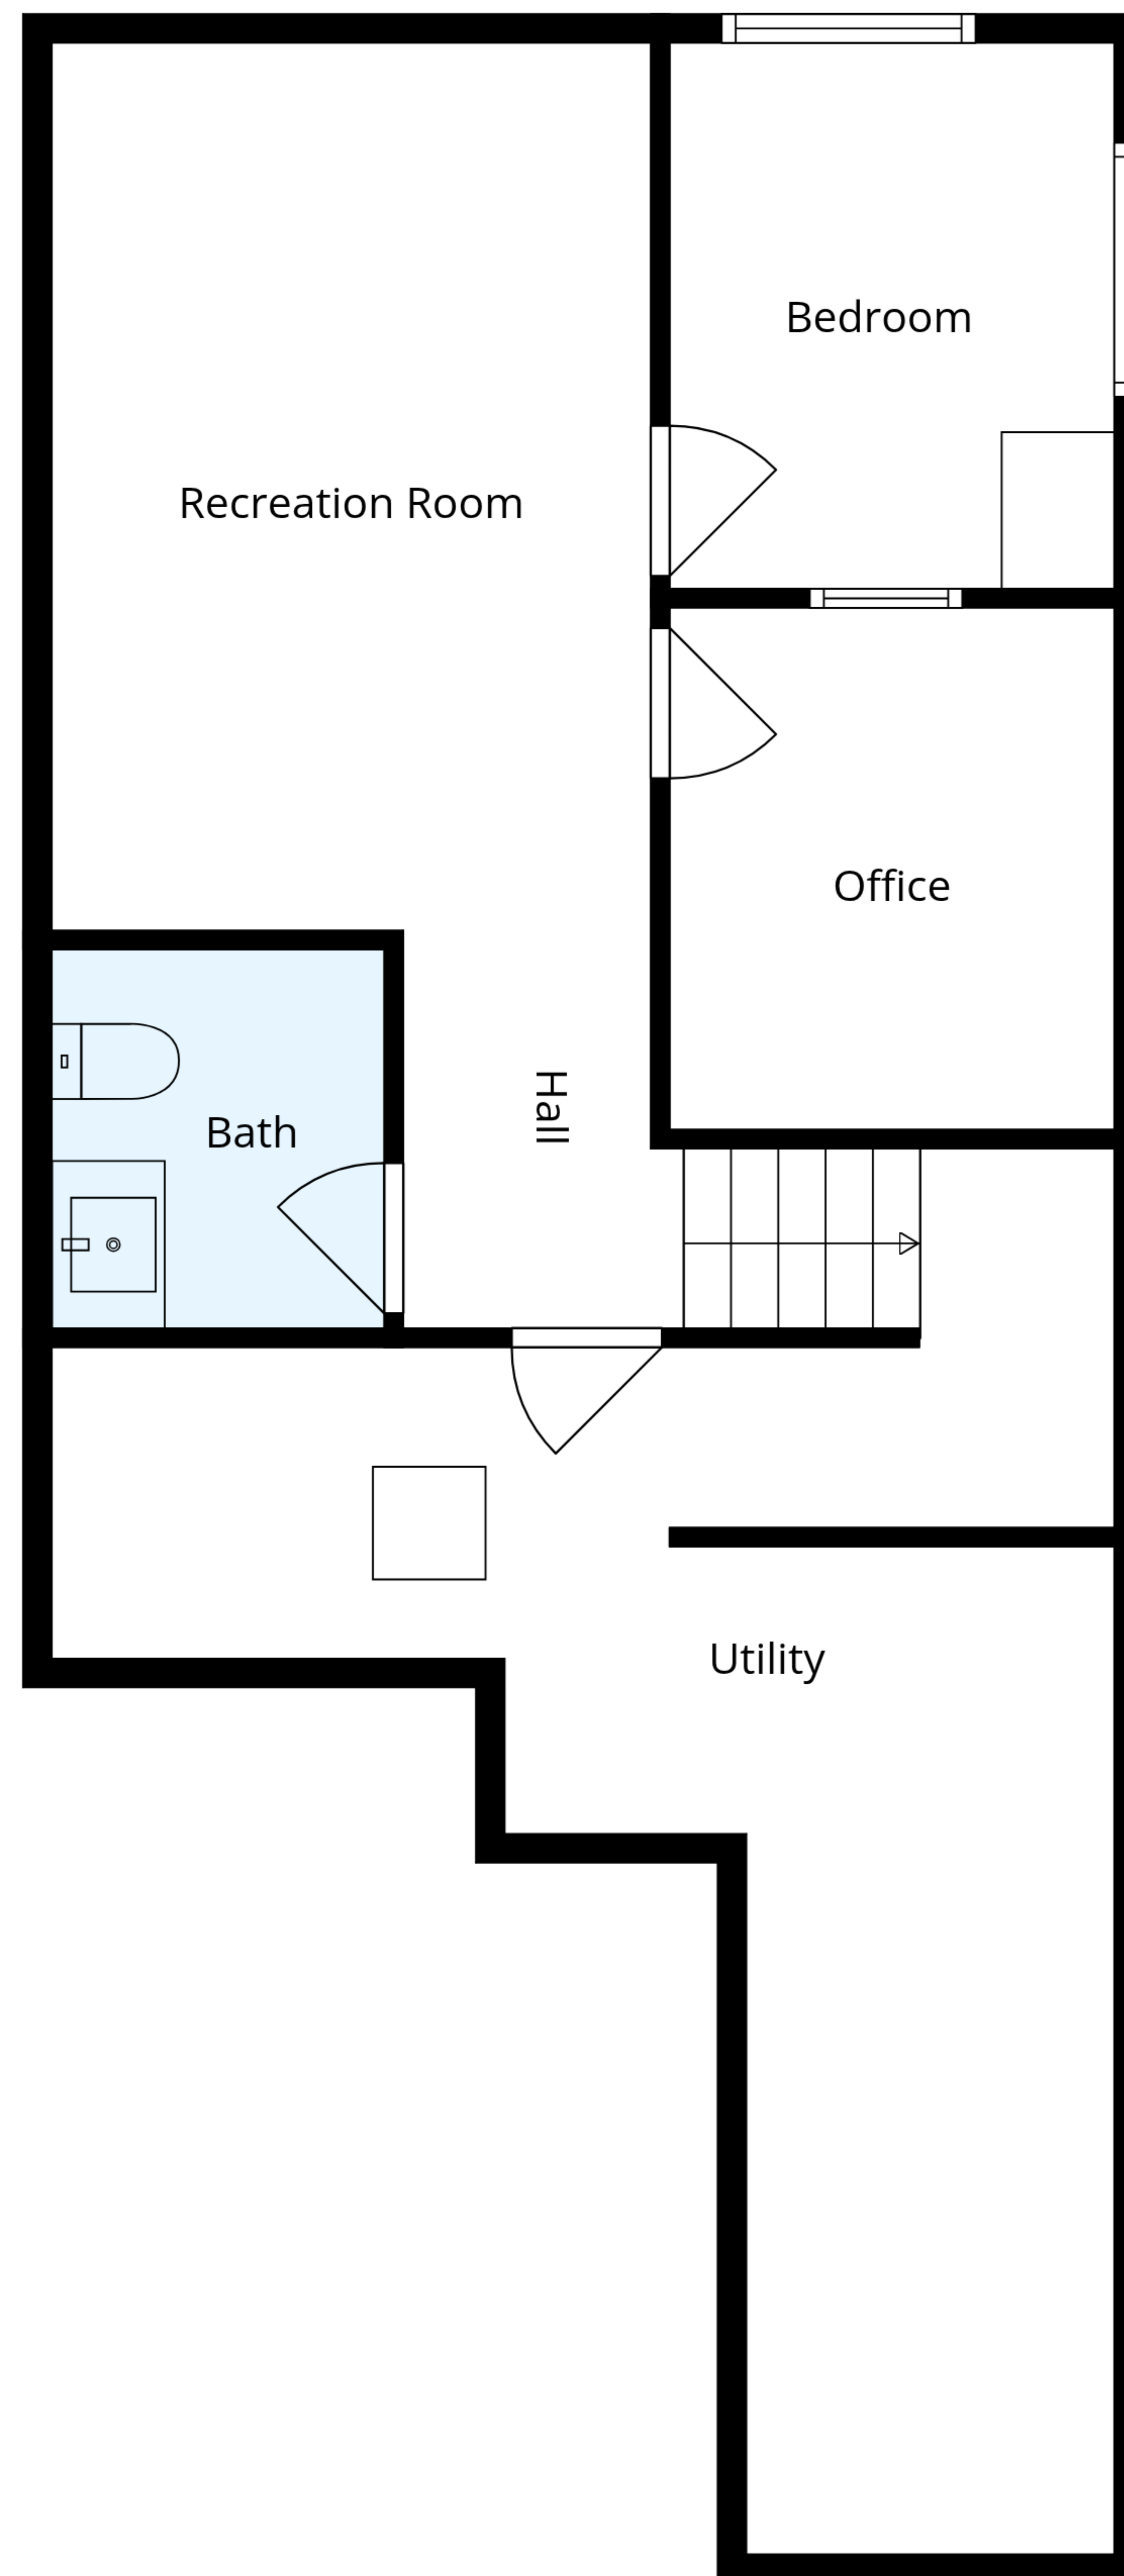 Bedroom
Recreation Room
Office
Hall
Bath
Utility